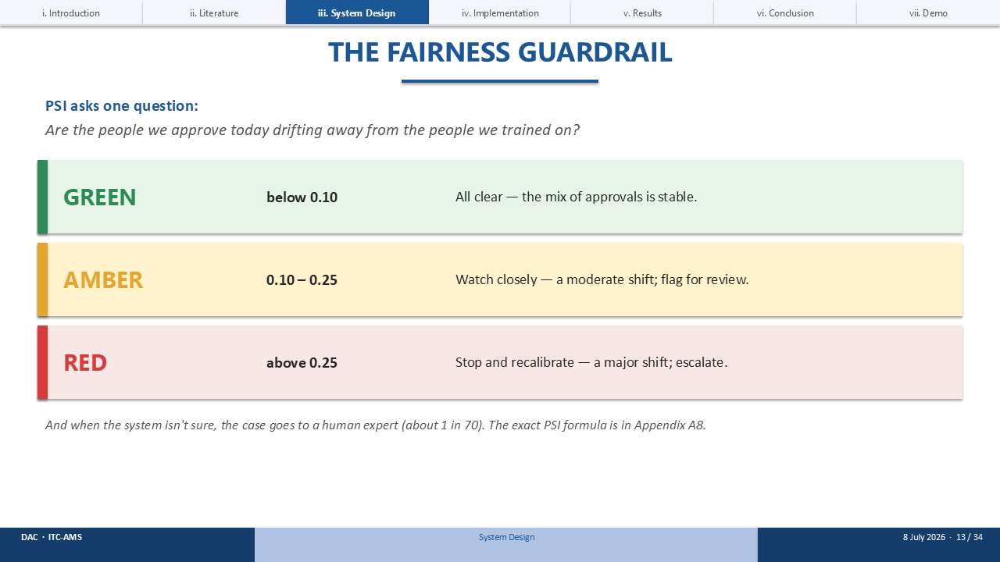 i. Introduction
ii. Literature
iii. System Design
iv. Implementation
v. Results
vi. Conclusion
vii. Demo
THE FAIRNESS GUARDRAIL
PSI asks one question:
Are the people we approve today drifting away from the people we trained on?
GREEN
below 0.10
All clear — the mix of approvals is stable.
AMBER
0.10 – 0.25
Watch closely — a moderate shift; flag for review.
RED
above 0.25
Stop and recalibrate — a major shift; escalate.
And when the system isn't sure, the case goes to a human expert (about 1 in 70). The exact PSI formula is in Appendix A8.
DAC · ITC-AMS
System Design
8 July 2026 · 13 / 34